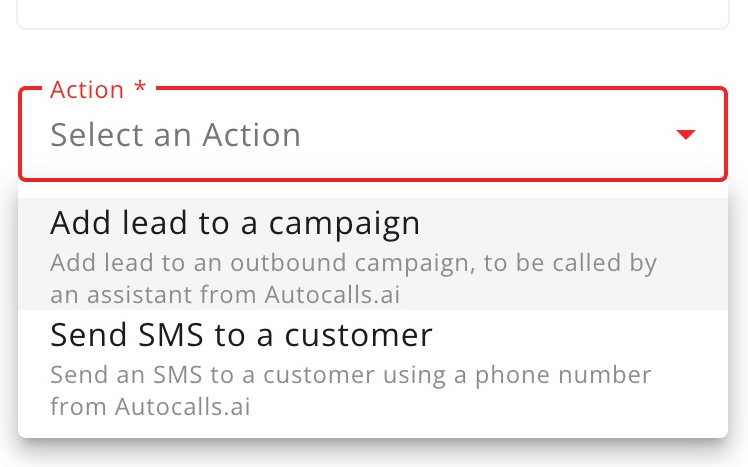 Action *
Select an Action
Add lead to a campaign
Add lead to an outbound campaign, to be called by
an assistant from Autocalls.ai
Send SMS to a customer
Send an SMS to a customer using a phone number
from Autocalls.ai